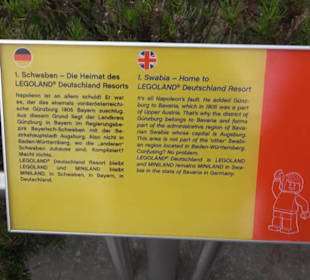 1. Schwaben – Die Heimat des
LEGOLAND® Deutschland Resorts
Napoleon ist an allem schuld! Er war
es, der das ehemals vorderösterreichi-
sche Günzburg 1805 Bayern zuschlug.
Aus diesem Grund liegt der Landkreis
Günzburg in Bayern im Regierungsbe-
zirk Bayerisch-Schwaben mit der Be-
zirkshauptstadt Augsburg. Also nicht in
Baden-Württemberg, wo die „anderen"
Schwaben zuhause sind. Kompliziert?
Macht nichts.
LEGOLAND® Deutschland Resort bleibt
LEGOLAND und MINILAND bleibt
MINILAND, in Schwaben, in Bayern, in
Deutschland.
1. Swabia – Home to
LEGOLAND® Deutschland Resort
It's all Napoleon's fault. He added Günz-
burg to Bavaria, which in 1805 was part
of Upper Austria. That's why the district of
Günzburg belongs to Bavaria and forms
part of the administrative region of Bava-
rian Swabia whose capital is Augsburg.
This area is not part of the 'other' Swabi-
an region located in Baden-Württemberg.
Confusing? No problem.
LEGOLAND® Deutschland is LEGOLAND
and MINILAND remains MINILAND in Swa-
bia in the state of Bavaria in Germany.